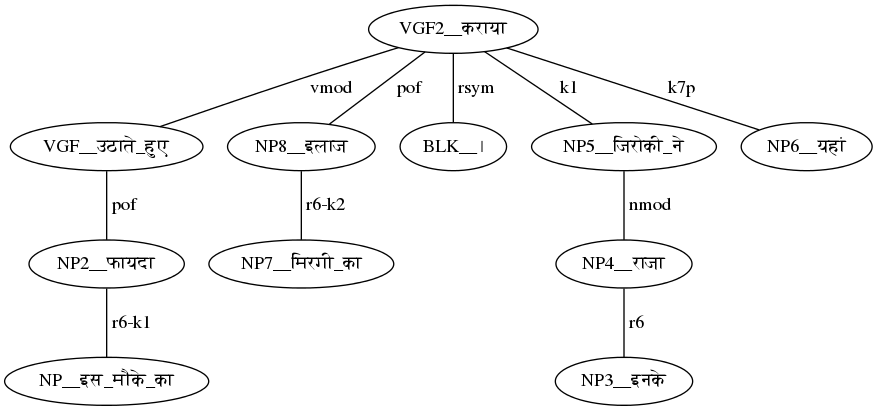 VGF2__कराया
vmod pof rsym k1 k7p
VGF__उठाते_हुए NP8__इलाज BLK__। NP5__जिरोकी_ने NP6__यहां
pof r6-k2 nmod
NP2__फायदा NP7__मिरगी_का NP4__राजा
r6-k1 r6
NP__इस_मौके_का NP3__इनके